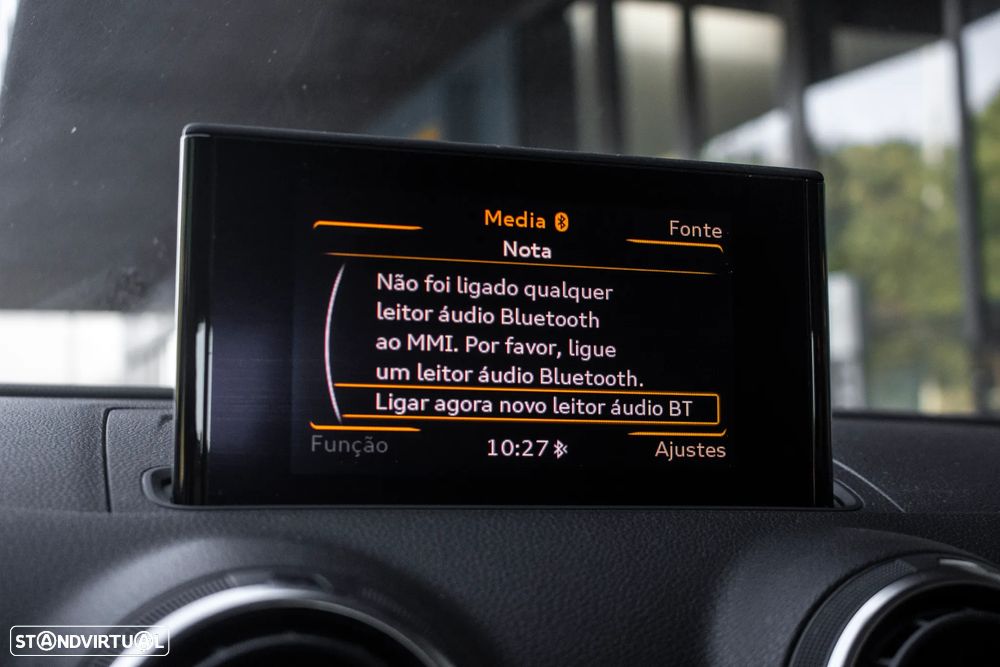 Media
Fonte
Nota
Não foi ligado qualquer
leitor áudio Bluetooth
ao MMI. Por favor, ligue
um leitor áudio Bluetooth.
Ligar agora novo leitor áudio BT
Função
10:27
Ajustes
STANDVIRTUAL